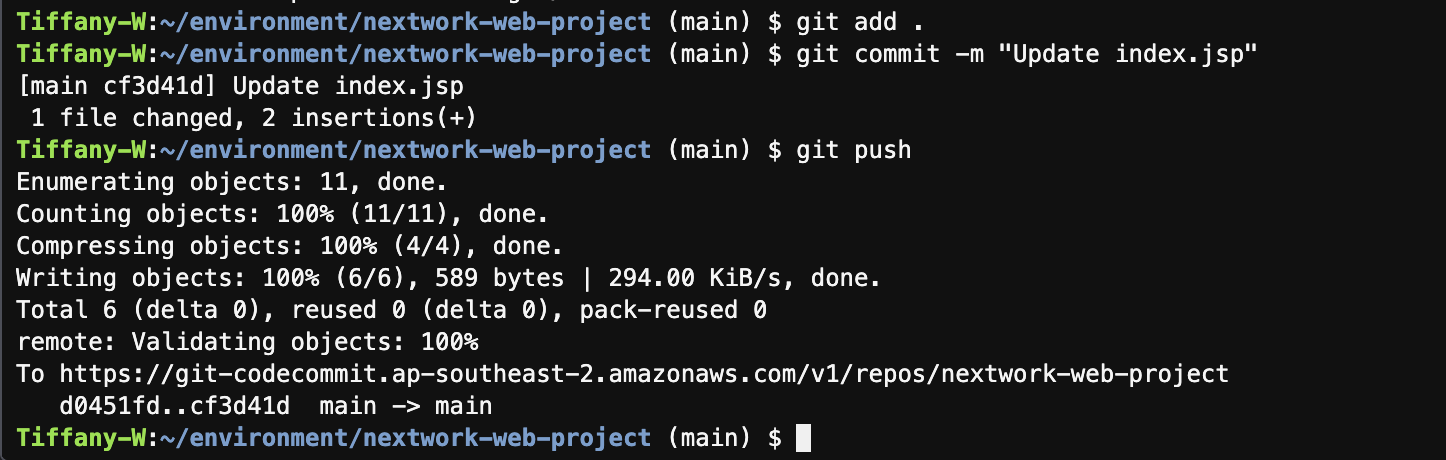 Tiffany-W:~/environment/nextwork-web-project (main) $ git add .
Tiffany-W:~/environment/nextwork-web-project (main) $ git commit -m "Update index.jsp"
[main cf3d41d] Update index.jsp
 1 file changed, 2 insertions(+)
Tiffany-W:~/environment/nextwork-web-project (main) $ git push
Enumerating objects: 11, done.
Counting objects: 100% (11/11), done.
Compressing objects: 100% (4/4), done.
Writing objects: 100% (6/6), 589 bytes | 294.00 KiB/s, done.
Total 6 (delta 0), reused 0 (delta 0), pack-reused 0
remote: Validating objects: 100%
To https://git-codecommit.ap-southeast-2.amazonaws.com/v1/repos/nextwork-web-project
   d0451fd..cf3d41d  main -> main
Tiffany-W:~/environment/nextwork-web-project (main) $